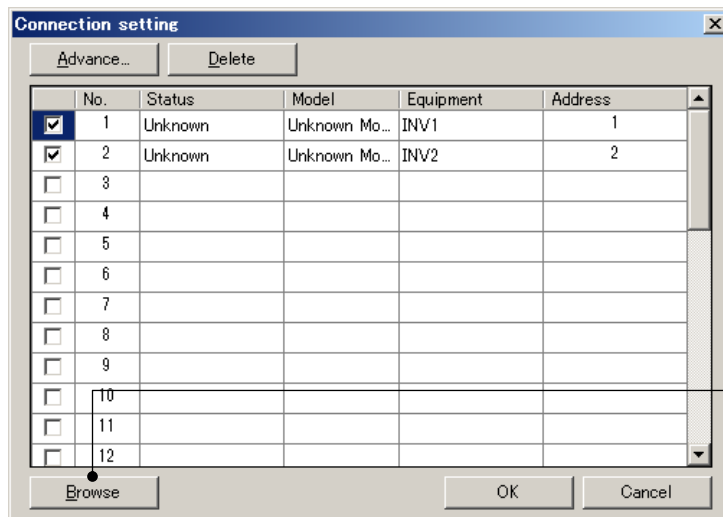 Connection setting
Advance... Delete
No. Status Model Equipment Address
1 Unknown Unknown Mo... INV1 1
2 Unknown Unknown Mo... INV2 2
3
4
5
6
7
8
9
10
11
12
Browse OK Cancel